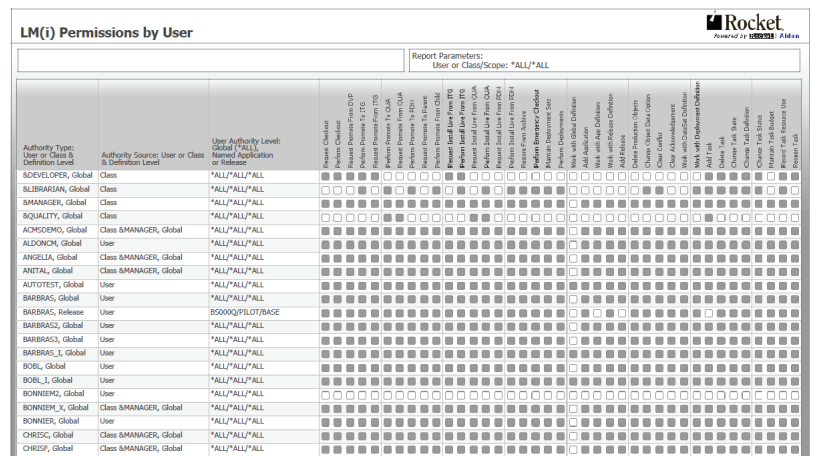 LM(i) Permissions by User
Rocket
Powered by Rocket | Aldon
Report Parameters:
User or Class/Scope: *ALL/*ALL
Authority Type:
User or Class &
Definition Level
Authority Source: User or Class
& Definition Level
User Authority Level:
Global (*ALL),
Named Application
or Release
Request Checkout
Perform Checkout
Request Promote From DVP
Perform Promote To ITG
Request Promote From ITG
Perform Promote To QUA
Request Promote From QUA
Perform Promote To PDN
Request Promote To Parent
Perform Promote From Child
Request Install Live From ITG
Perform Install Live From ITG
Request Install Live From QUA
Perform Install Live From QUA
Request Install Live From PDN
Perform Install Live From PDN
Restore From Archive
Perform Emergency Checkout
Maintain Deployment Sets
Perform Deployments
Work with Global Definition
Add Application
Work with App Definition
Work with Release Definition
Add Release
Delete Production Objects
Change Object Data Option
Clear Conflict
Clear Acknowledgement
Work with DataSet Definition
Work with Deployment Definition
Add Task
Delete Task
Change Task State
Change Task Definition
Change Task Status
Maintain Task Budget
Record Task Resource Use
Reopen Task
&DEVELOPER, Global Class *ALL/*ALL/*ALL
&LIBRARIAN, Global Class *ALL/*ALL/*ALL
&MANAGER, Global Class *ALL/*ALL/*ALL
&QUALITY, Global Class *ALL/*ALL/*ALL
ACMSDEMO, Global Class &MANAGER, Global *ALL/*ALL/*ALL
ALDONCM, Global User *ALL/*ALL/*ALL
ANGELIA, Global Class &MANAGER, Global *ALL/*ALL/*ALL
ANITAL, Global Class &MANAGER, Global *ALL/*ALL/*ALL
AUTOTEST, Global User *ALL/*ALL/*ALL
BARBRAS, Global User *ALL/*ALL/*ALL
BARBRAS, Release User BS000Q/PILOT/BASE
BARBRAS2, Global User *ALL/*ALL/*ALL
BARBRAS3, Global User *ALL/*ALL/*ALL
BARBRAS_I, Global User *ALL/*ALL/*ALL
BOBL, Global User *ALL/*ALL/*ALL
BOBL_I, Global User *ALL/*ALL/*ALL
BONNIEM2, Global User *ALL/*ALL/*ALL
BONNIEM_X, Global Class &MANAGER, Global *ALL/*ALL/*ALL
BONNIER, Global User *ALL/*ALL/*ALL
CHRISC, Global Class &MANAGER, Global *ALL/*ALL/*ALL
CHRISF, Global Class &MANAGER, Global *ALL/*ALL/*ALL